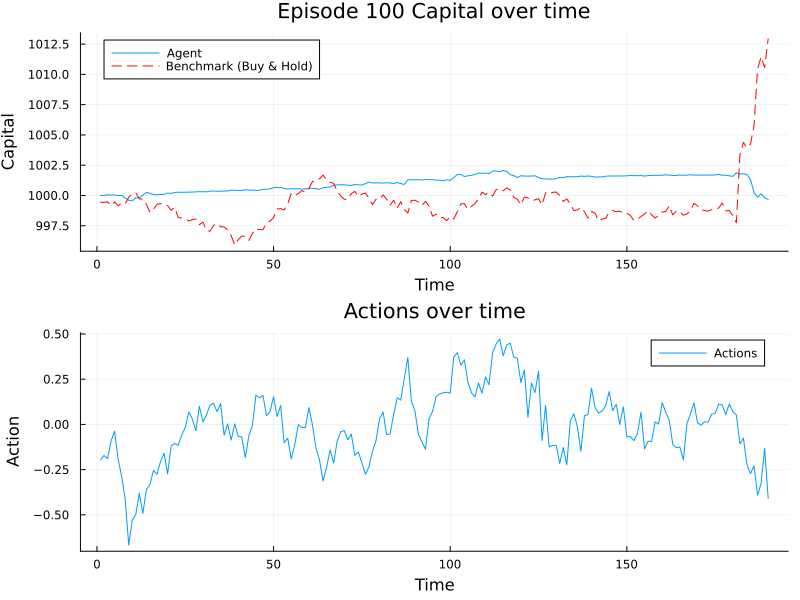 Episode 100 Capital over time
Capital
1012.5
1010.0
1007.5
1005.0
1002.5
1000.0
997.5
Agent
Benchmark (Buy & Hold)
0
50
100
150
Time
Actions over time
Action
0.50
0.25
0.00
−0.25
−0.50
Actions
0
50
100
150
Time